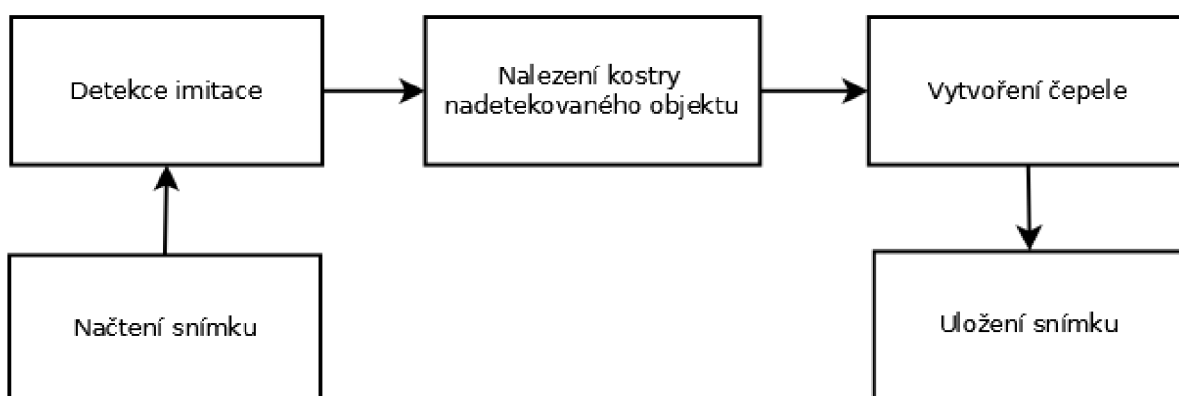 Detekce imitace
Nalezení kostry
nadetekovaného objektu
Vytvoření čepele
Načtení snímku
Uložení snímku